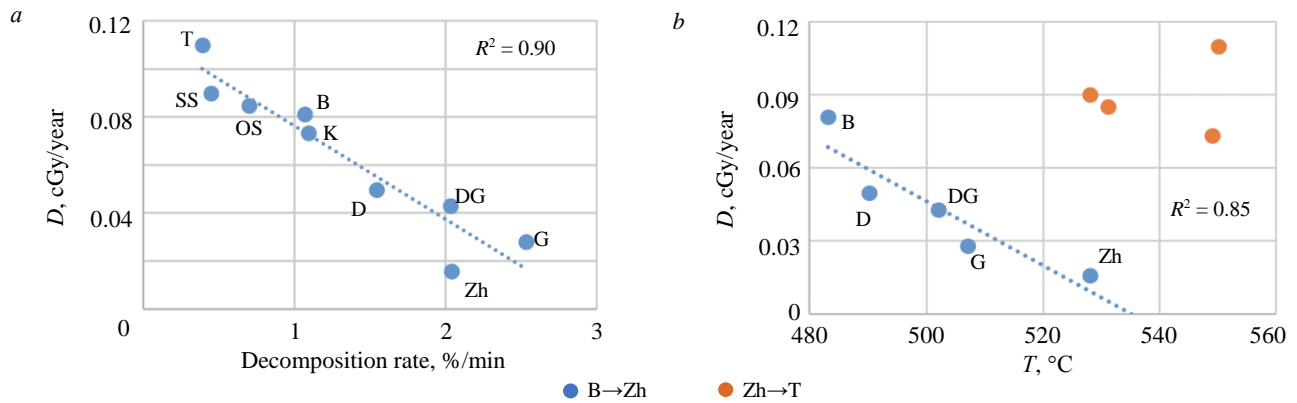 a
0.12
0.08
0.04
0
D, cGy/year
T
SS
OS
B
K
D
DG
G
Zh
R² = 0.90
1
2
3
Decomposition rate, %/min
b
0.12
0.09
0.06
0.03
0
D, cGy/year
B
D
DG
G
Zh
R² = 0.85
480
500
520
540
560
T, °C
B→Zh
Zh→T